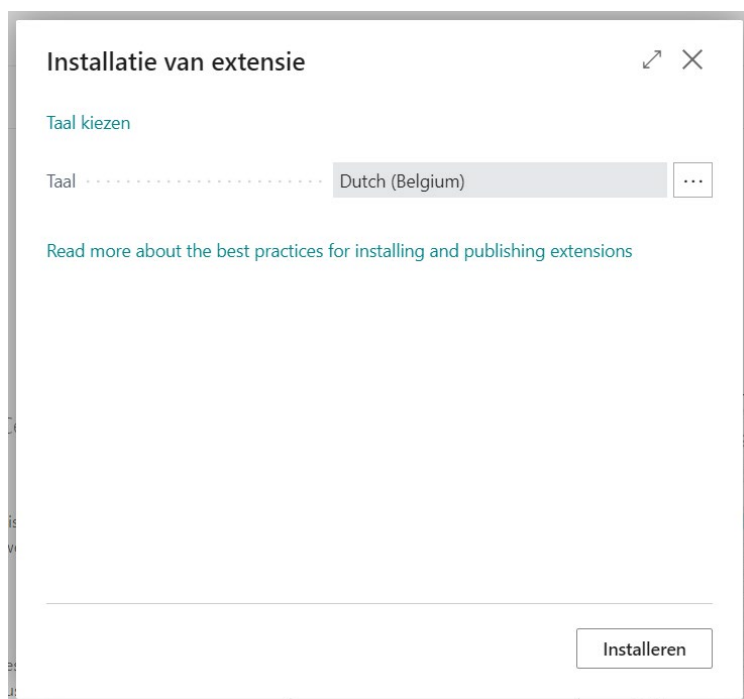 Installatie van extensie
Taal kiezen
Taal
Dutch (Belgium)
Read more about the best practices for installing and publishing extensions
Installeren